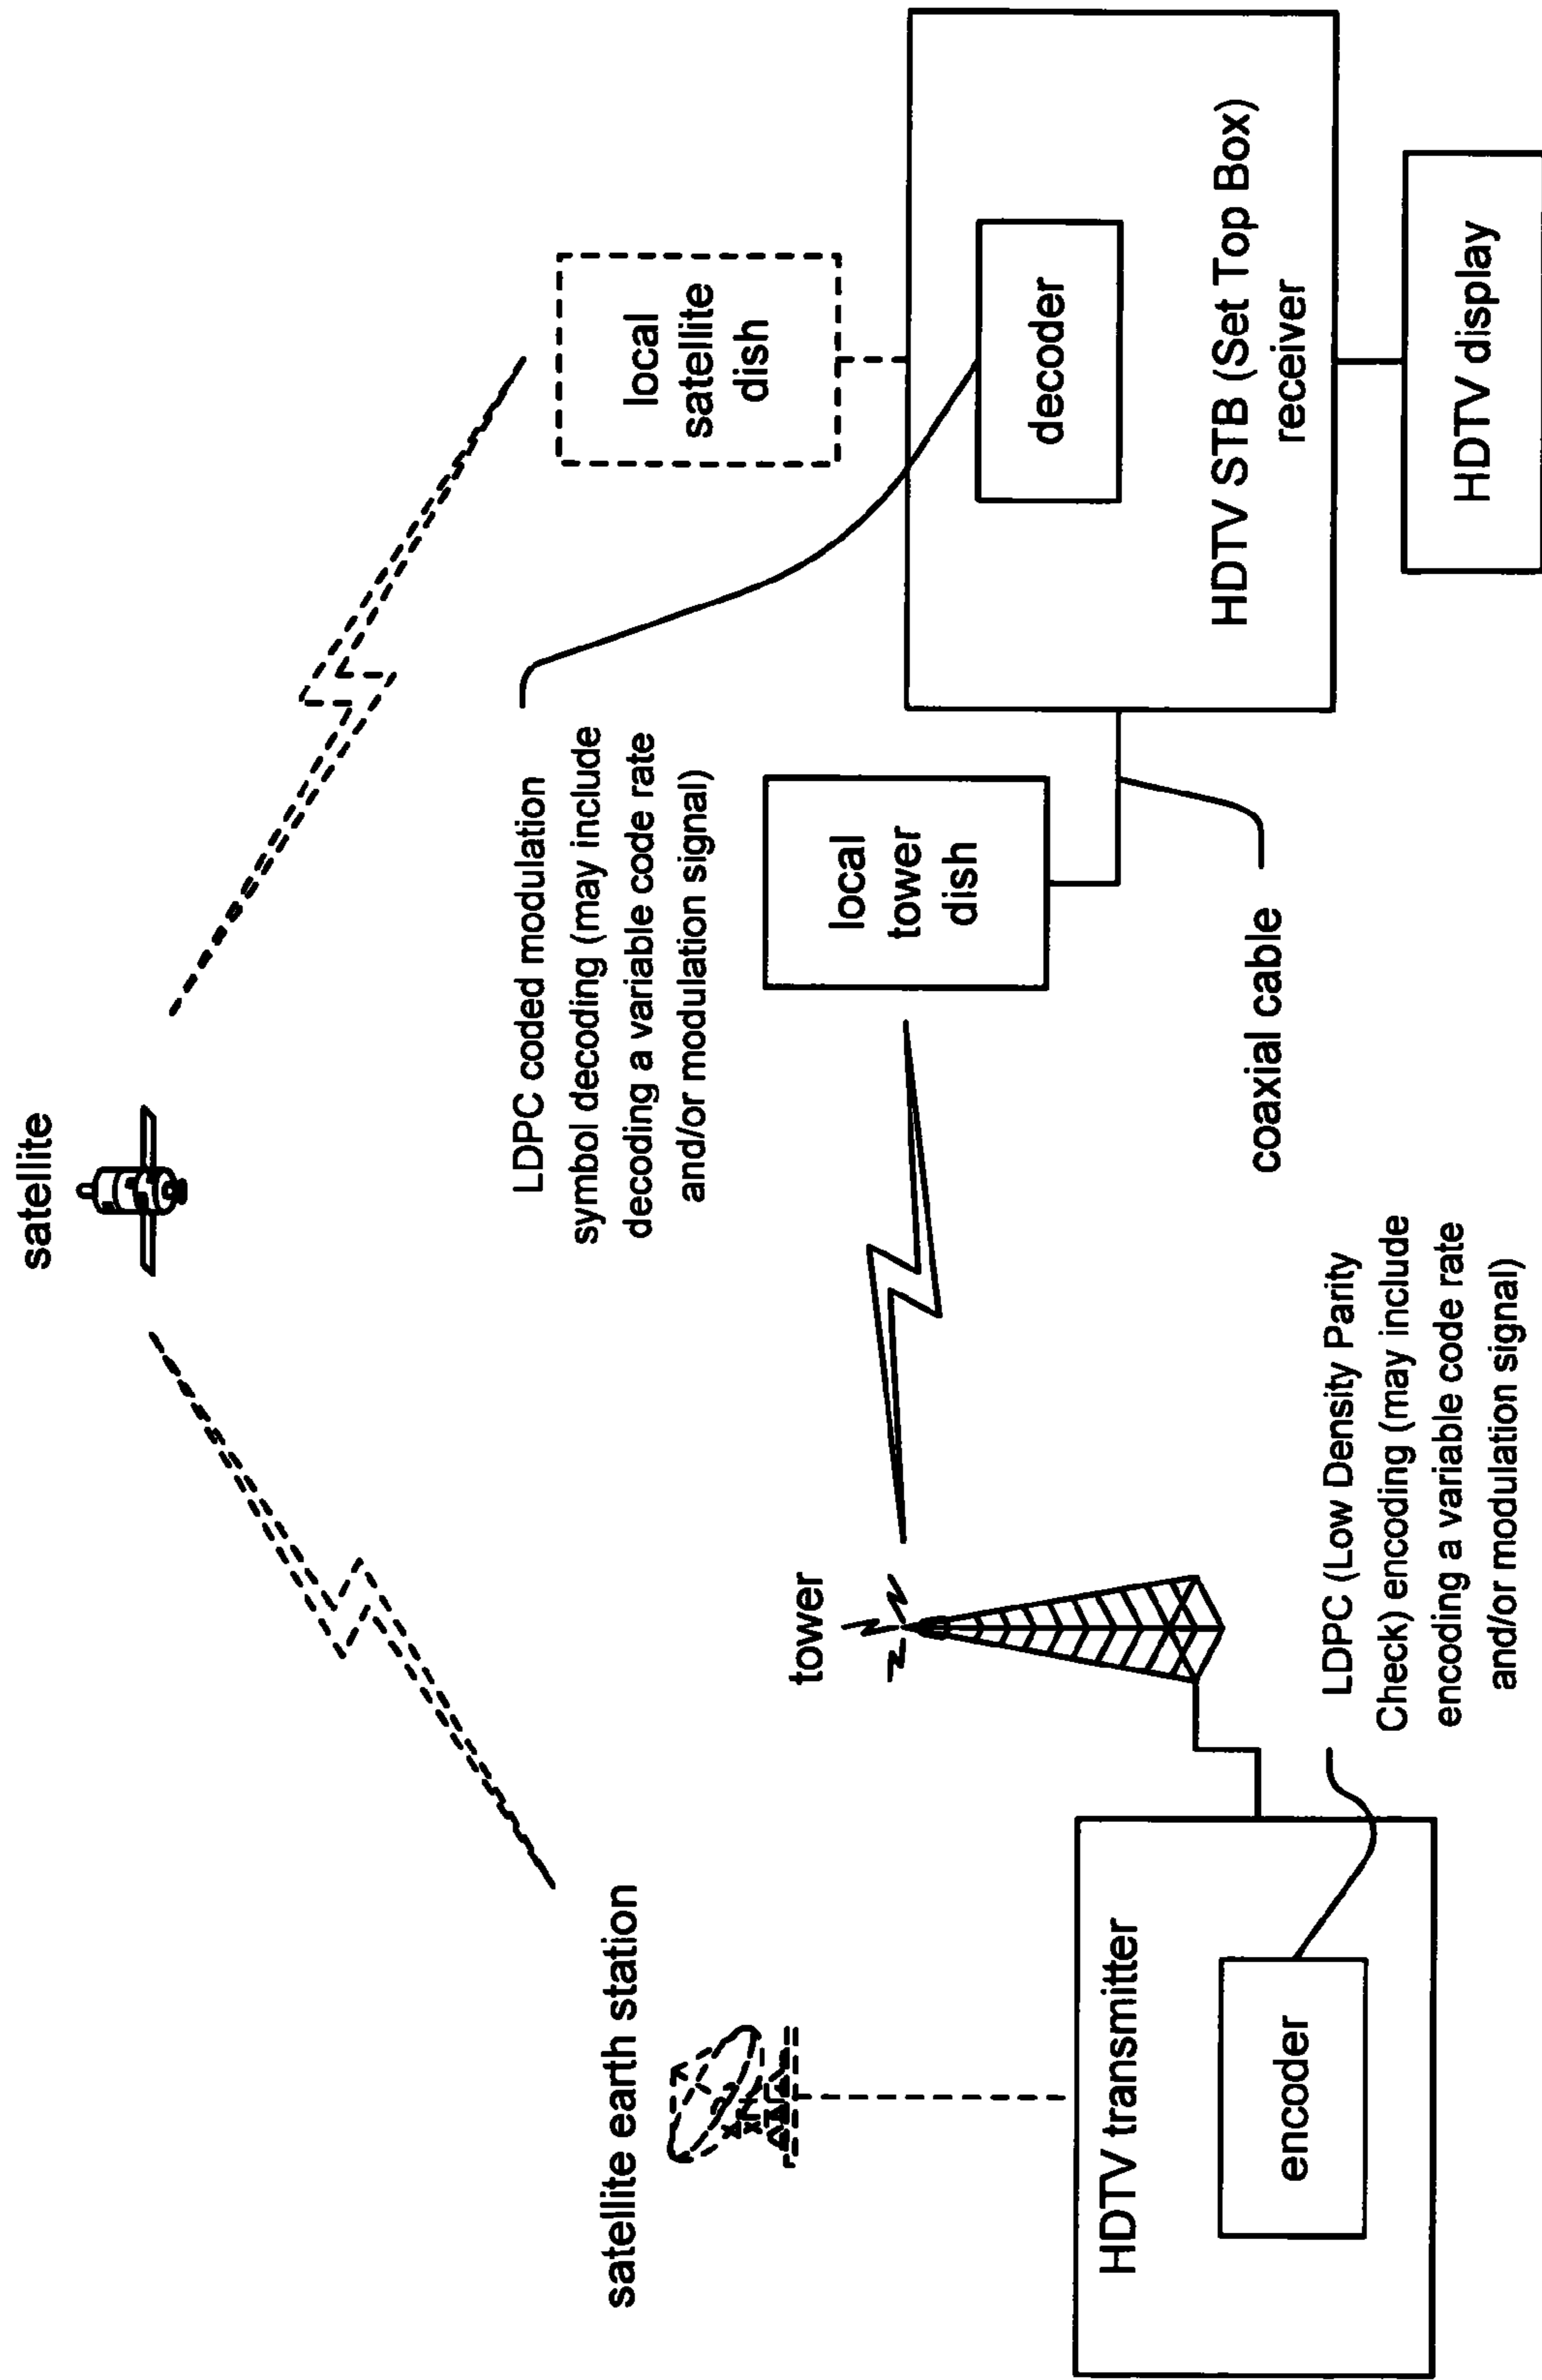 satellite
satellite earth station
tower
HDTV transmitter
encoder
LDPC (Low Density Parity
Check) encoding (may include
encoding a variable code rate
and/or modulation signal)
LDPC coded modulation
symbol decoding (may include
decoding a variable code rate
and/or modulation signal)
local
satellite
dish
local
tower
dish
coaxial cable
decoder
HDTV STB (Set Top Box)
receiver
HDTV display